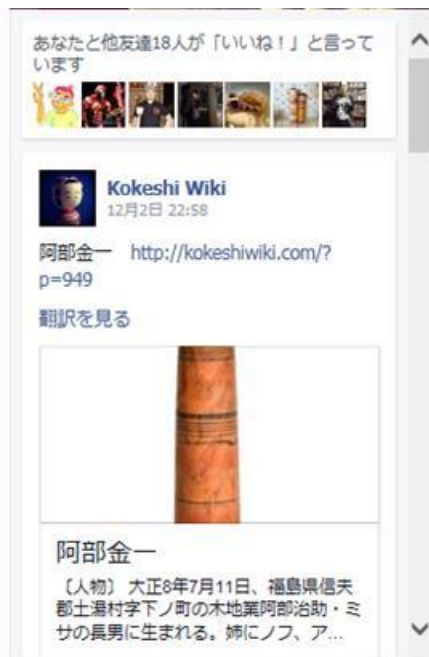 あなたと他友達18人が「いいね！」と言って
います
Kokeshi Wiki
12月2日 22:58
阿部金一 http://kokeshiwiki.com/?
p=949
翻訳を見る
阿部金一
〔人物〕 大正8年7月11日、福島県信夫
郡土湯村字下ノ町の木地業阿部治助・ミ
サの長男に生まれる。姉にノフ、ア...